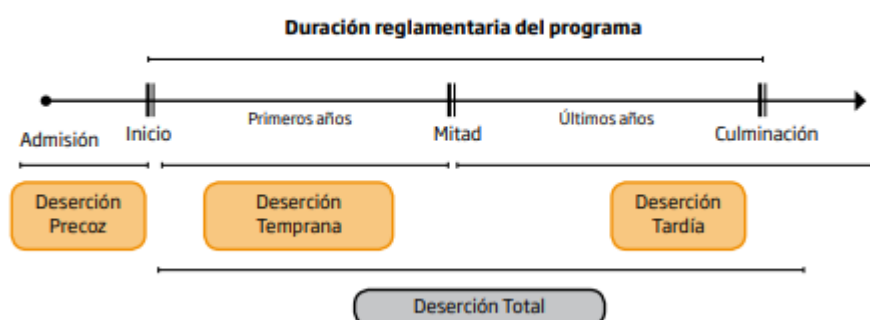 Duración reglamentaria del programa
Admisión
Inicio
Primeros años
Mitad
Últimos años
Culminación
Deserción
Precoz
Deserción
Temprana
Deserción
Tardía
Deserción Total